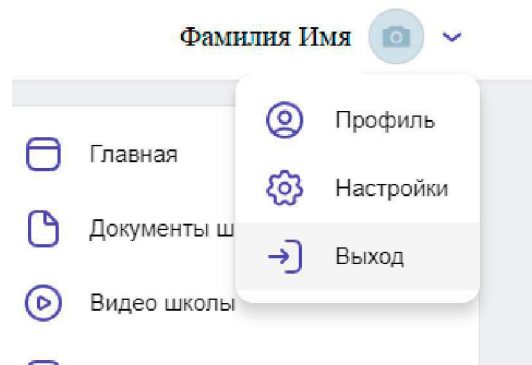 Фамилия Имя
Профиль
Настройки
Выход
Главная
Документы ш
Видео школы